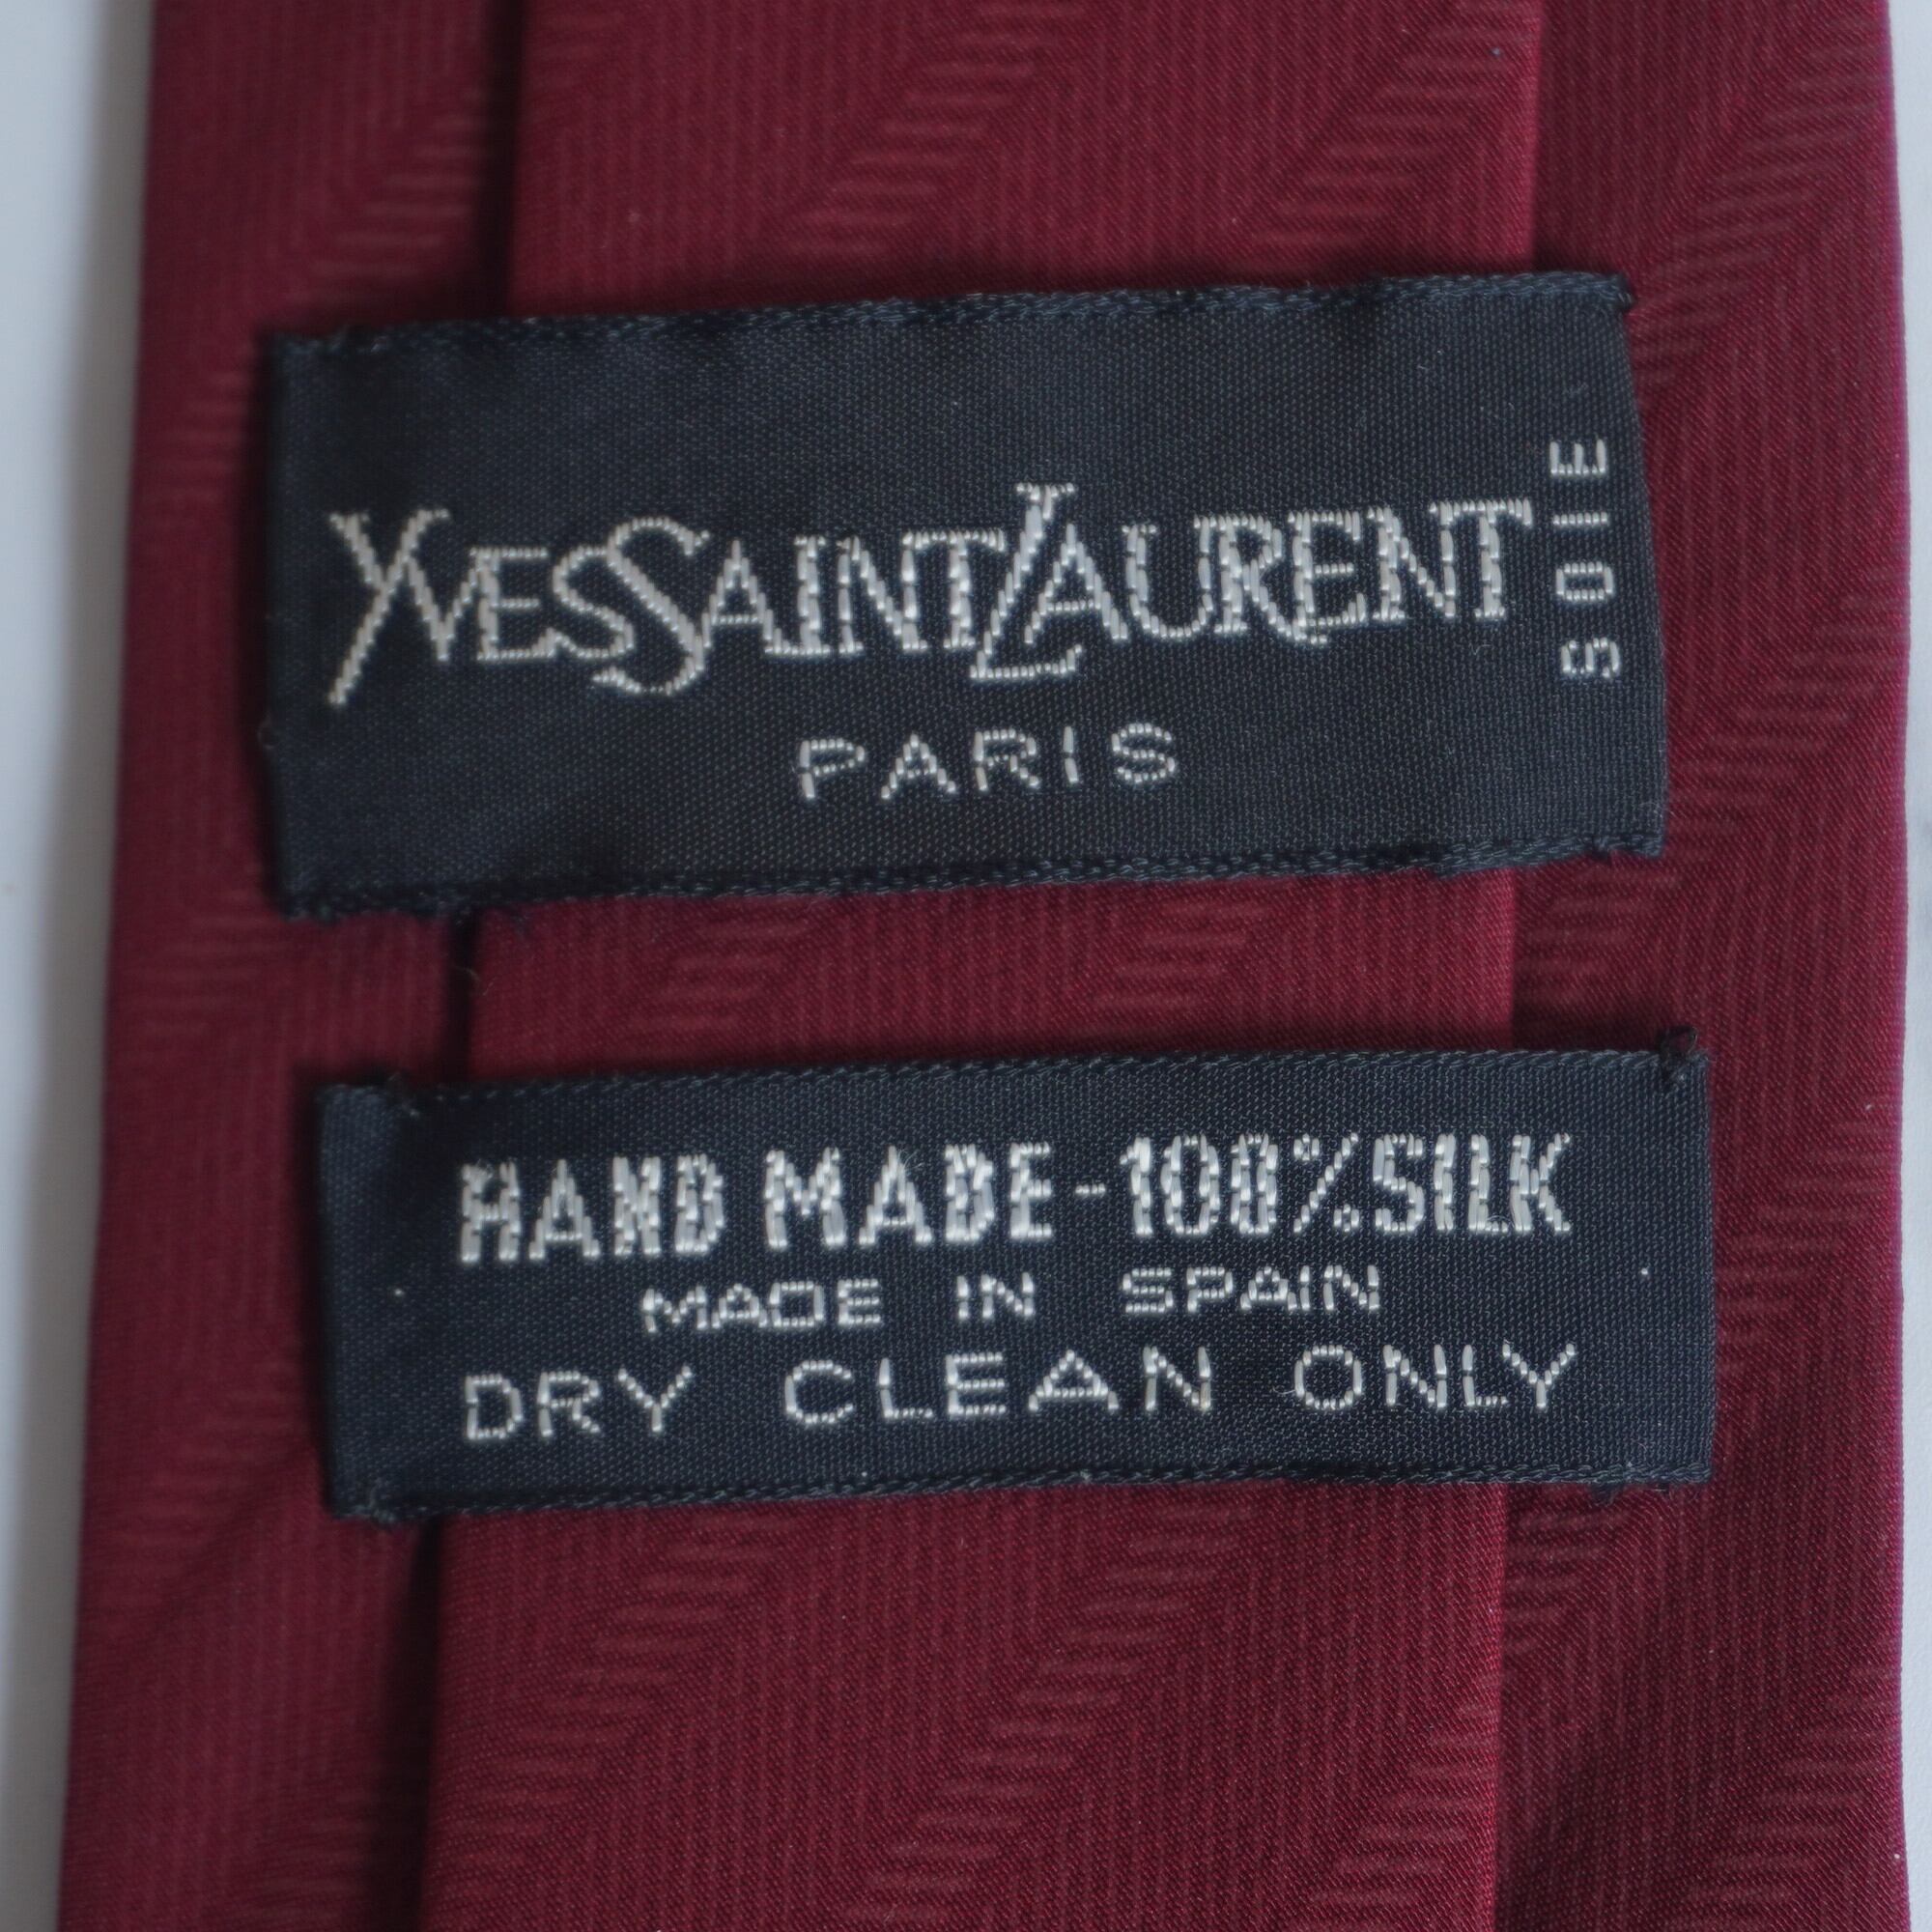 YVESSAINTLAURENT
SOIE
PARIS
HAND MADE-100%SILK
MADE IN SPAIN
DRY CLEAN ONLY